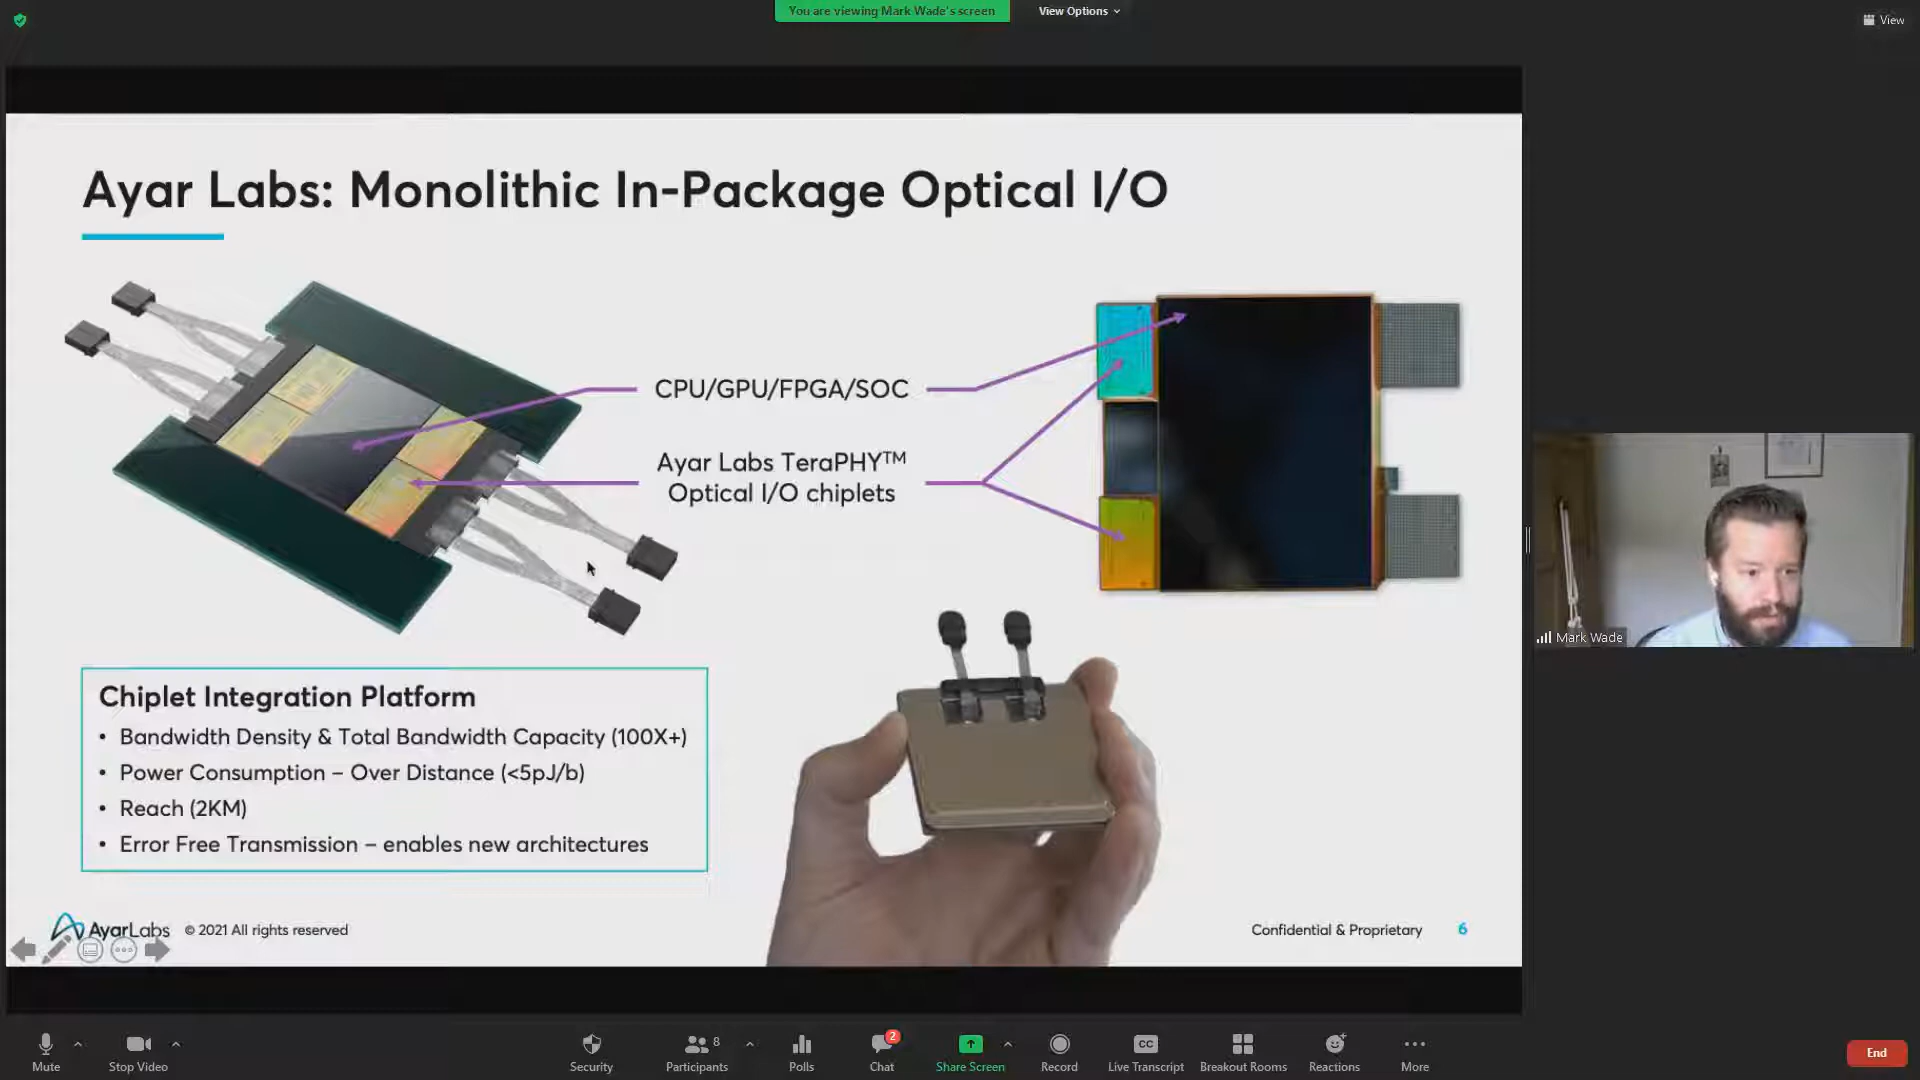 You are viewing Mark Wade's screen
View Options
View
Ayar Labs: Monolithic In-Package Optical I/O
CPU/GPU/FPGA/SOC
Ayar Labs TeraPHY™
Optical I/O chiplets
Chiplet Integration Platform
• Bandwidth Density & Total Bandwidth Capacity (100X+)
• Power Consumption – Over Distance (<5pJ/b)
• Reach (2KM)
• Error Free Transmission – enables new architectures
AyarLabs © 2021 All rights reserved
Confidential & Proprietary 6
Mark Wade
Mute
Stop Video
Security
Participants 8
Polls
Chat 2
Share Screen
Record
CC Live Transcript
Breakout Rooms
Reactions
More
End